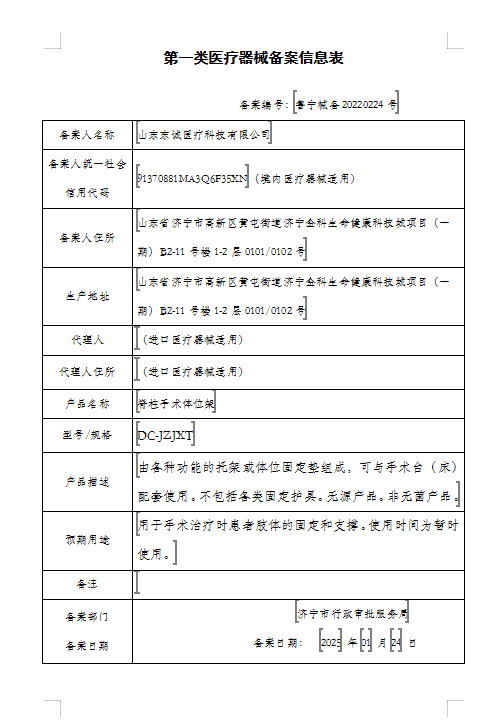 第一类医疗器械备案信息表
备案编号：鲁宁械备20220224号
备案人名称 山东东诚医疗科技有限公司
备案人统一社会
信用代码
91370881MA3Q6F35XN（境内医疗器械适用）
备案人住所
山东省济宁市高新区黄屯街道济宁金科生命健康科技城项目（一
期）B2-11号楼1-2层0101/0102号
生产地址
山东省济宁市高新区黄屯街道济宁金科生命健康科技城项目（一
期）B2-11号楼1-2层0101/0102号
代理人 （进口医疗器械适用）
代理人住所 （进口医疗器械适用）
产品名称 脊柱手术体位架
型号/规格 DC-JZJXT
产品描述
由各种功能的托架或体位固定垫组成，可与手术台（床）
配套使用。不包括各类固定护具。无源产品。非无菌产品。
预期用途
用于手术治疗时患者肢体的固定和支撑。使用时间为暂时
使用。
备注
备案部门
备案日期
济宁市行政审批服务局
备案日期： 2025 年 01 月 24 日